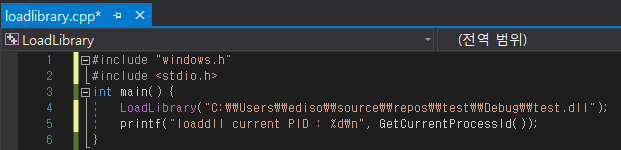 loadlibrary.cpp*
LoadLibrary (전역 범위)
1 #include "windows.h"
2 #include <stdio.h>
3 int main() {
4 LoadLibrary("C:₩₩Users₩₩ediso₩₩source₩₩repos₩₩test₩₩Debug₩₩test.dll");
5 printf("loaddll current PID : %d₩n", GetCurrentProcessId());
6 }